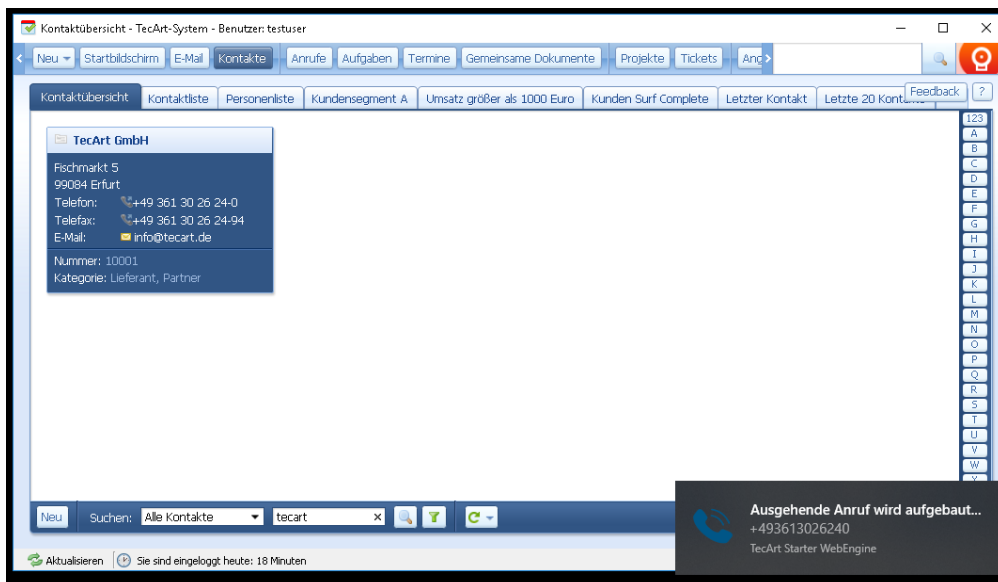 Kontaktübersicht - TecArt-System - Benutzer: testuser
Neu Startbildschirm E-Mail Kontakte Anrufe Aufgaben Termine Gemeinsame Dokumente Projekte Tickets Ang
Kontaktübersicht Kontaktliste Personenliste Kundensegment A Umsatz größer als 1000 Euro Kunden Surf Complete Letzter Kontakt Letzte 20 Kont Feedback ?
TecArt GmbH
Fischmarkt 5
99084 Erfurt
Telefon: +49 361 30 26 24-0
Telefax: +49 361 30 26 24-94
E-Mail: info@tecart.de
Nummer: 10001
Kategorie: Lieferant, Partner
123
A
B
C
D
E
F
G
H
I
J
K
L
M
N
O
P
Q
R
S
T
U
V
W
X
Neu Suchen: Alle Kontakte tecart
Ausgehende Anruf wird aufgebaut...
+493613026240
TecArt Starter WebEngine
Aktualisieren Sie sind eingeloggt heute: 18 Minuten